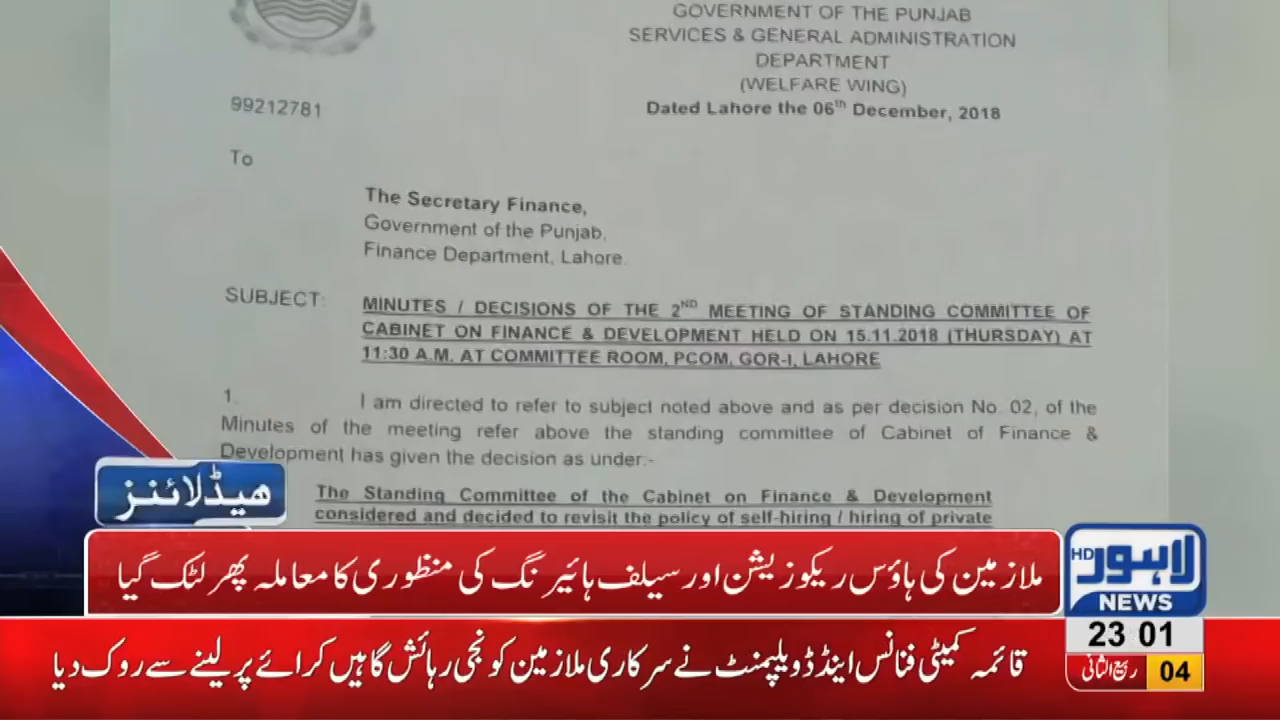 GOVERNMENT OF THE PUNJAB
SERVICES & GENERAL ADMINISTRATION
DEPARTMENT
(WELFARE WING)
Dated Lahore the 06th December, 2018
99212781
To
The Secretary Finance,
Government of the Punjab,
Finance Department, Lahore.
SUBJECT:
MINUTES / DECISIONS OF THE 2ND MEETING OF STANDING COMMITTEE OF
CABINET ON FINANCE & DEVELOPMENT HELD ON 15.11.2018 (THURSDAY) AT
11:30 A.M. AT COMMITTEE ROOM, PCOM, GOR-I, LAHORE
1. I am directed to refer to subject noted above and as per decision No. 02, of the
Minutes of the meeting refer above the standing committee of Cabinet of Finance &
Development has given the decision as under:-
The Standing Committee of the Cabinet on Finance & Development
considered and decided to revisit the policy of self-hiring / hiring of private
ھیڈلائنز
ملازمین کی ہاؤس ریکوزیشن اور سیلف ہائیرنگ کی منظوری کا معاملہ پھر لٹک گیا
قائمہ کمیٹی فنانس اینڈ ڈویلپمنٹ نے سرکاری ملازمین کو نجی رہائش گاہیں کرائے پر لینے سے روک دیا
لاہور HD
NEWS
23 01
04 ربیع الثانی